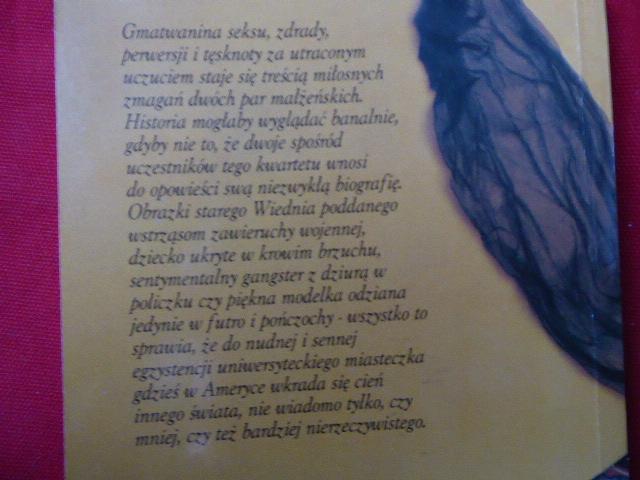 Gmatwanina seksu, zdrady,
perwersji i tęsknoty za utraconym
uczuciem staje się treścią miłosnych
zmagań dwóch par małżeńskich.
Historia mogłaby wyglądać banalnie,
gdyby nie to, że dwoje spośród
uczestników tego kwartetu wnosi
do opowieści swą niezwykłą biografię.
Obrazki starego Wiednia poddanego
wstrząsom zawieruchy wojennej,
dziecko ukryte w krowim brzuchu,
sentymentalny gangster z dziurą w
policzku czy piękna modelka odziana
jedynie w futro i pończochy - wszystko to
sprawia, że do nudnej i sennej
egzystencji uniwersyteckiego miasteczka
gdzieś w Ameryce wkrada się cień
innego świata, nie wiadomo tylko, czy
mniej, czy też bardziej nierzeczywistego.